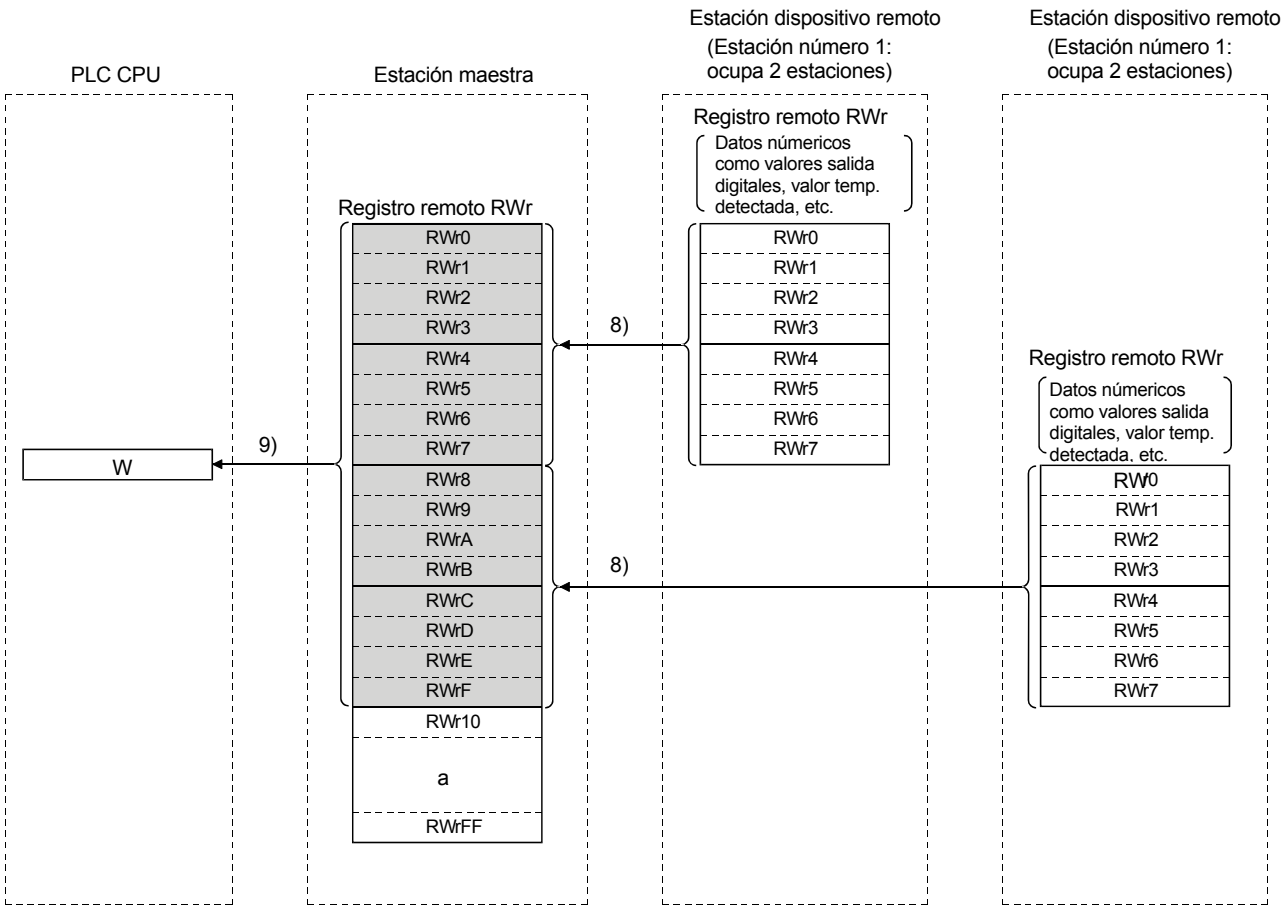 PLC CPU
Estación maestra
Estación dispositivo remoto
(Estación número 1:
ocupa 2 estaciones)
Estación dispositivo remoto
(Estación número 1:
ocupa 2 estaciones)
W
9)
Registro remoto RWr
RWr0
RWr1
RWr2
RWr3
RWr4
RWr5
RWr6
RWr7
RWr8
RWr9
RWrA
RWrB
RWrC
RWrD
RWrE
RWrF
RWr10
a
RWrFF
8)
8)
Registro remoto RWr
Datos númericos
como valores salida
digitales, valor temp.
detectada, etc.
RWr0
RWr1
RWr2
RWr3
RWr4
RWr5
RWr6
RWr7
Registro remoto RWr
Datos númericos
como valores salida
digitales, valor temp.
detectada, etc.
RWr0
RWr1
RWr2
RWr3
RWr4
RWr5
RWr6
RWr7